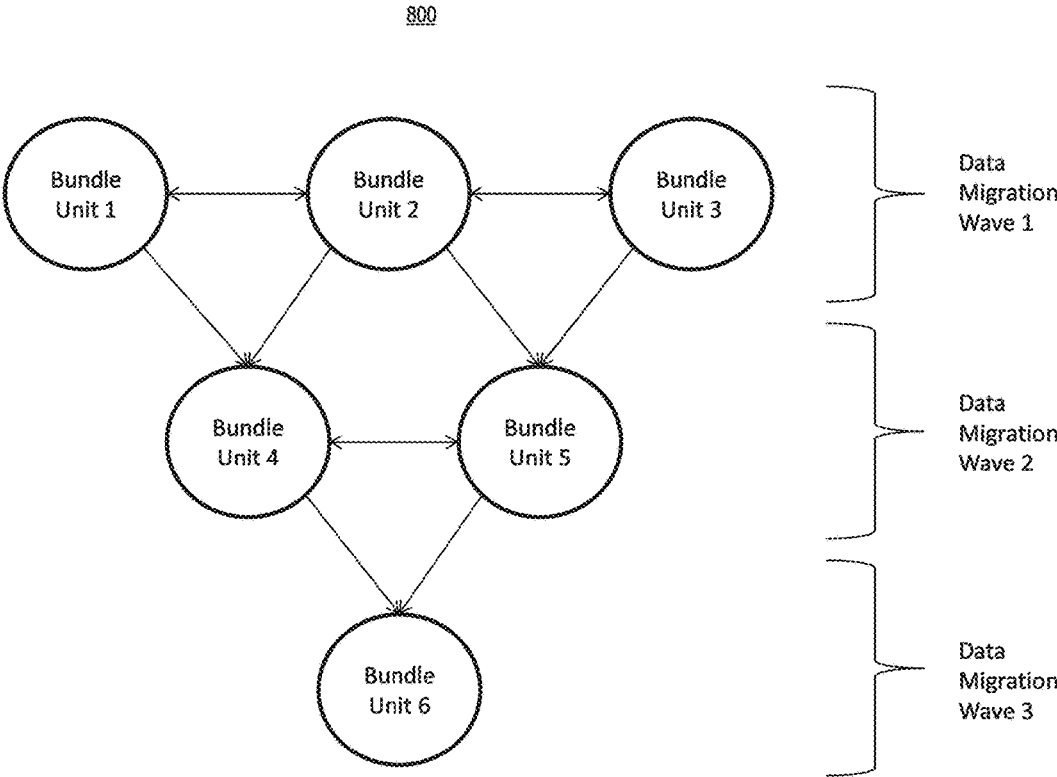 800
Bundle
Unit 1
Bundle
Unit 2
Bundle
Unit 3
Data
Migration
Wave 1
Bundle
Unit 4
Bundle
Unit 5
Data
Migration
Wave 2
Bundle
Unit 6
Data
Migration
Wave 3